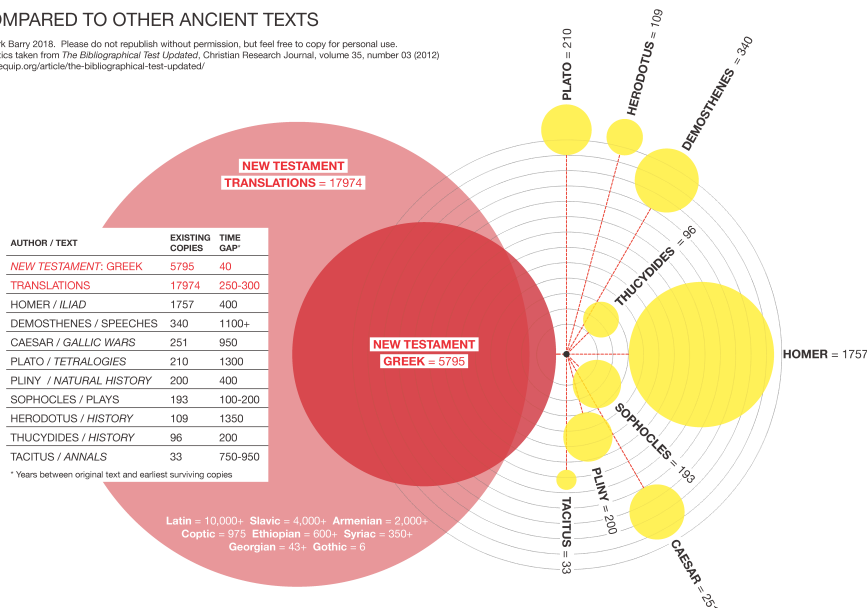 OMPARED TO OTHER ANCIENT TEXTS
rk Barry 2018.  Please do not republish without permission, but feel free to copy for personal use.
tics taken from The Bibliographical Test Updated, Christian Research Journal, volume 35, number 03 (2012)
equip.org/article/the-bibliographical-test-updated/
PLATO = 210
HERODOTUS = 109
DEMOSTHENES = 340
NEW TESTAMENT
TRANSLATIONS = 17974
THUCYDIDES = 96
AUTHOR / TEXT EXISTING COPIES TIME GAP*
NEW TESTAMENT: GREEK 5795 40
TRANSLATIONS 17974 250-300
HOMER / ILIAD 1757 400
DEMOSTHENES / SPEECHES 340 1100+
CAESAR / GALLIC WARS 251 950
PLATO / TETRALOGIES 210 1300
PLINY / NATURAL HISTORY 200 400
SOPHOCLES / PLAYS 193 100-200
HERODOTUS / HISTORY 109 1350
THUCYDIDES / HISTORY 96 200
TACITUS / ANNALS 33 750-950
* Years between original text and earliest surviving copies
NEW TESTAMENT
GREEK = 5795
HOMER = 1757
SOPHOCLES = 193
PLINY = 200
TACITUS = 33
CAESAR = 251
Latin = 10,000+ Slavic = 4,000+ Armenian = 2,000+
Coptic = 975 Ethiopian = 600+ Syriac = 350+
Georgian = 43+ Gothic = 6